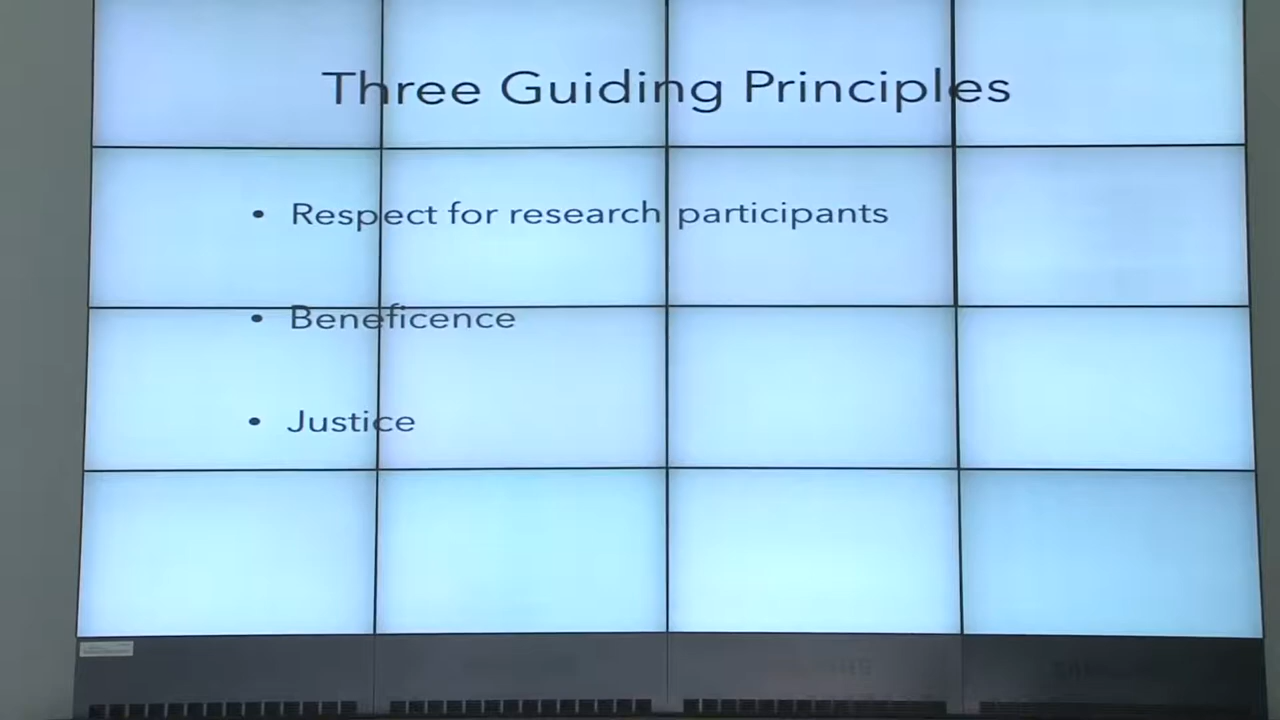 Three Guiding Principles
• Respect for research participants
• Beneficence
• Justice